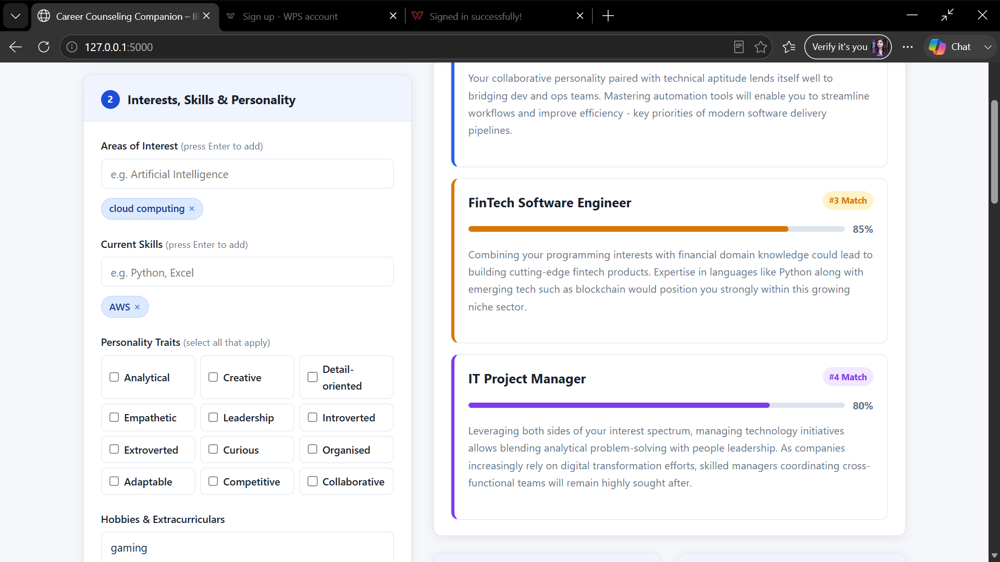 Career Counseling Companion – IB
Sign up - WPS account
Signed in successfully!
127.0.0.1:5000
Verify it's you
Chat
2
Interests, Skills & Personality
Areas of Interest (press Enter to add)
e.g. Artificial Intelligence
cloud computing ×
Current Skills (press Enter to add)
e.g. Python, Excel
AWS ×
Personality Traits (select all that apply)
Analytical
Creative
Detail-
oriented
Empathetic
Leadership
Introverted
Extroverted
Curious
Organised
Adaptable
Competitive
Collaborative
Hobbies & Extracurriculars
gaming
Your collaborative personality paired with technical aptitude lends itself well to
bridging dev and ops teams. Mastering automation tools will enable you to streamline
workflows and improve efficiency - key priorities of modern software delivery
pipelines.
FinTech Software Engineer
#3 Match
85%
Combining your programming interests with financial domain knowledge could lead to
building cutting-edge fintech products. Expertise in languages like Python along with
emerging tech such as blockchain would position you strongly within this growing
niche sector.
IT Project Manager
#4 Match
80%
Leveraging both sides of your interest spectrum, managing technology initiatives
allows blending analytical problem-solving with people leadership. As companies
increasingly rely on digital transformation efforts, skilled managers coordinating cross-
functional teams will remain highly sought after.